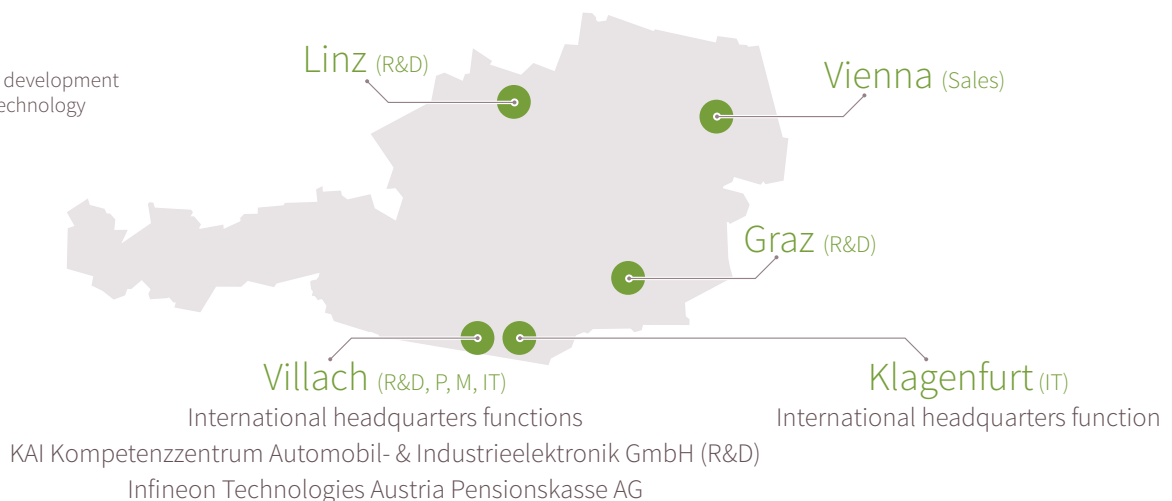 Linz (R&D)
development
echnology
Vienna (Sales)
Graz (R&D)
Villach (R&D, P, M, IT)
International headquarters functions
KAI Kompetenzzentrum Automobil- & Industrieelektronik GmbH (R&D)
Infineon Technologies Austria Pensionskasse AG
Klagenfurt (IT)
International headquarters function